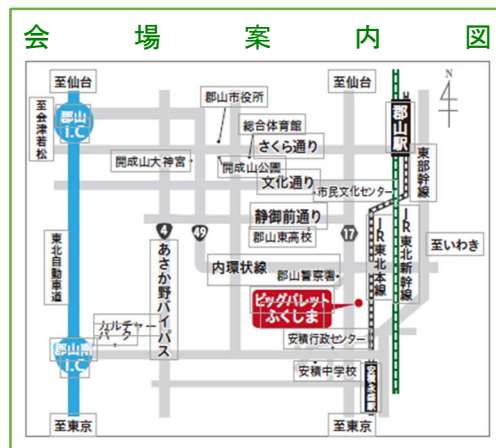 会場案内図
至仙台
至仙台
N
郡山市役所
郡山
I.C
至会津若松
総合体育館
郡山駅
さくら通り
開成山大神宮
開成山公園
東部幹線
文化通り
市民文化センター
静御前通り
4
49
郡山東高校
17
JR東北本線
JR東北新幹線
至いわき
東北自動車道
あさか野バイパス
内環状線
郡山警察署
ビッグパレット
ふくしま
カルチャー
パーク
安積行政センター
郡山南
I.C
安積中学校
安積永盛駅
至東京
至東京